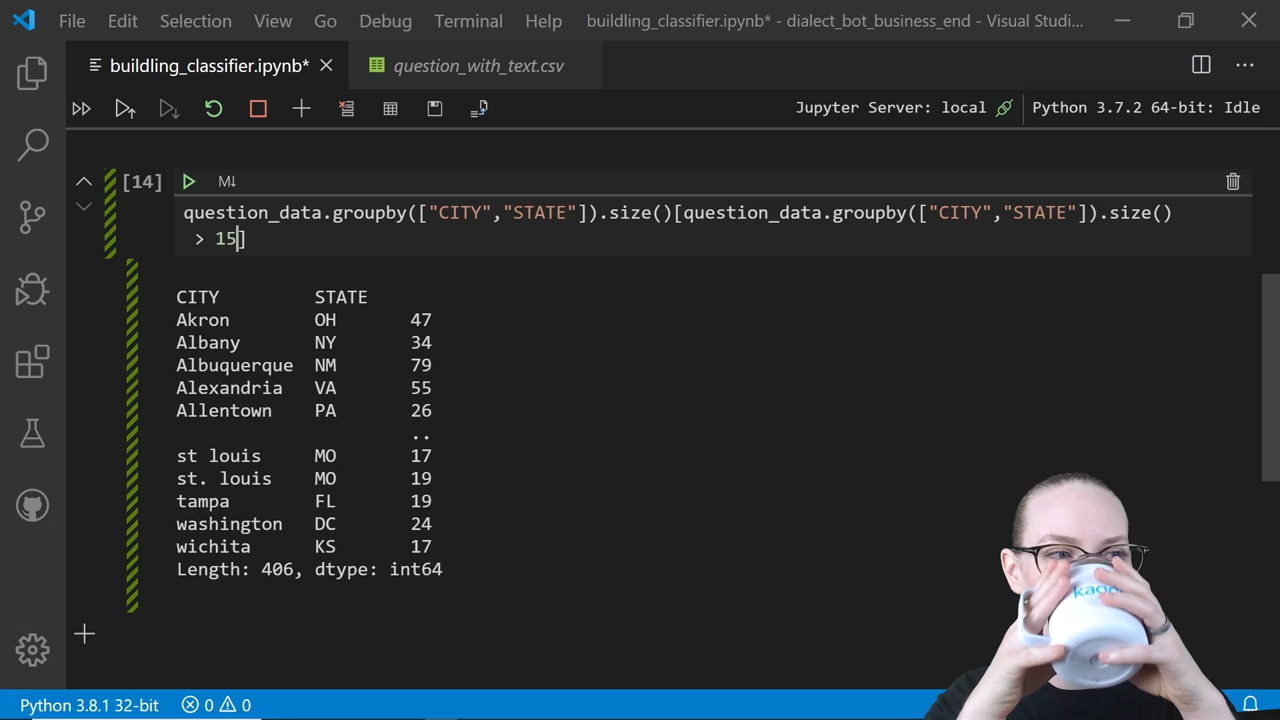 File Edit Selection View Go Debug Terminal Help buildling_classifier.ipynb* - dialect_bot_business_end - Visual Studi...
buildling_classifier.ipynb* question_with_text.csv
Jupyter Server: local Python 3.7.2 64-bit: Idle
[14] M↓
question_data.groupby(["CITY","STATE"]).size()[question_data.groupby(["CITY","STATE"]).size()
> 15]
CITY STATE
Akron OH 47
Albany NY 34
Albuquerque NM 79
Alexandria VA 55
Allentown PA 26
..
st louis MO 17
st. louis MO 19
tampa FL 19
washington DC 24
wichita KS 17
Length: 406, dtype: int64
Python 3.8.1 32-bit 0 0